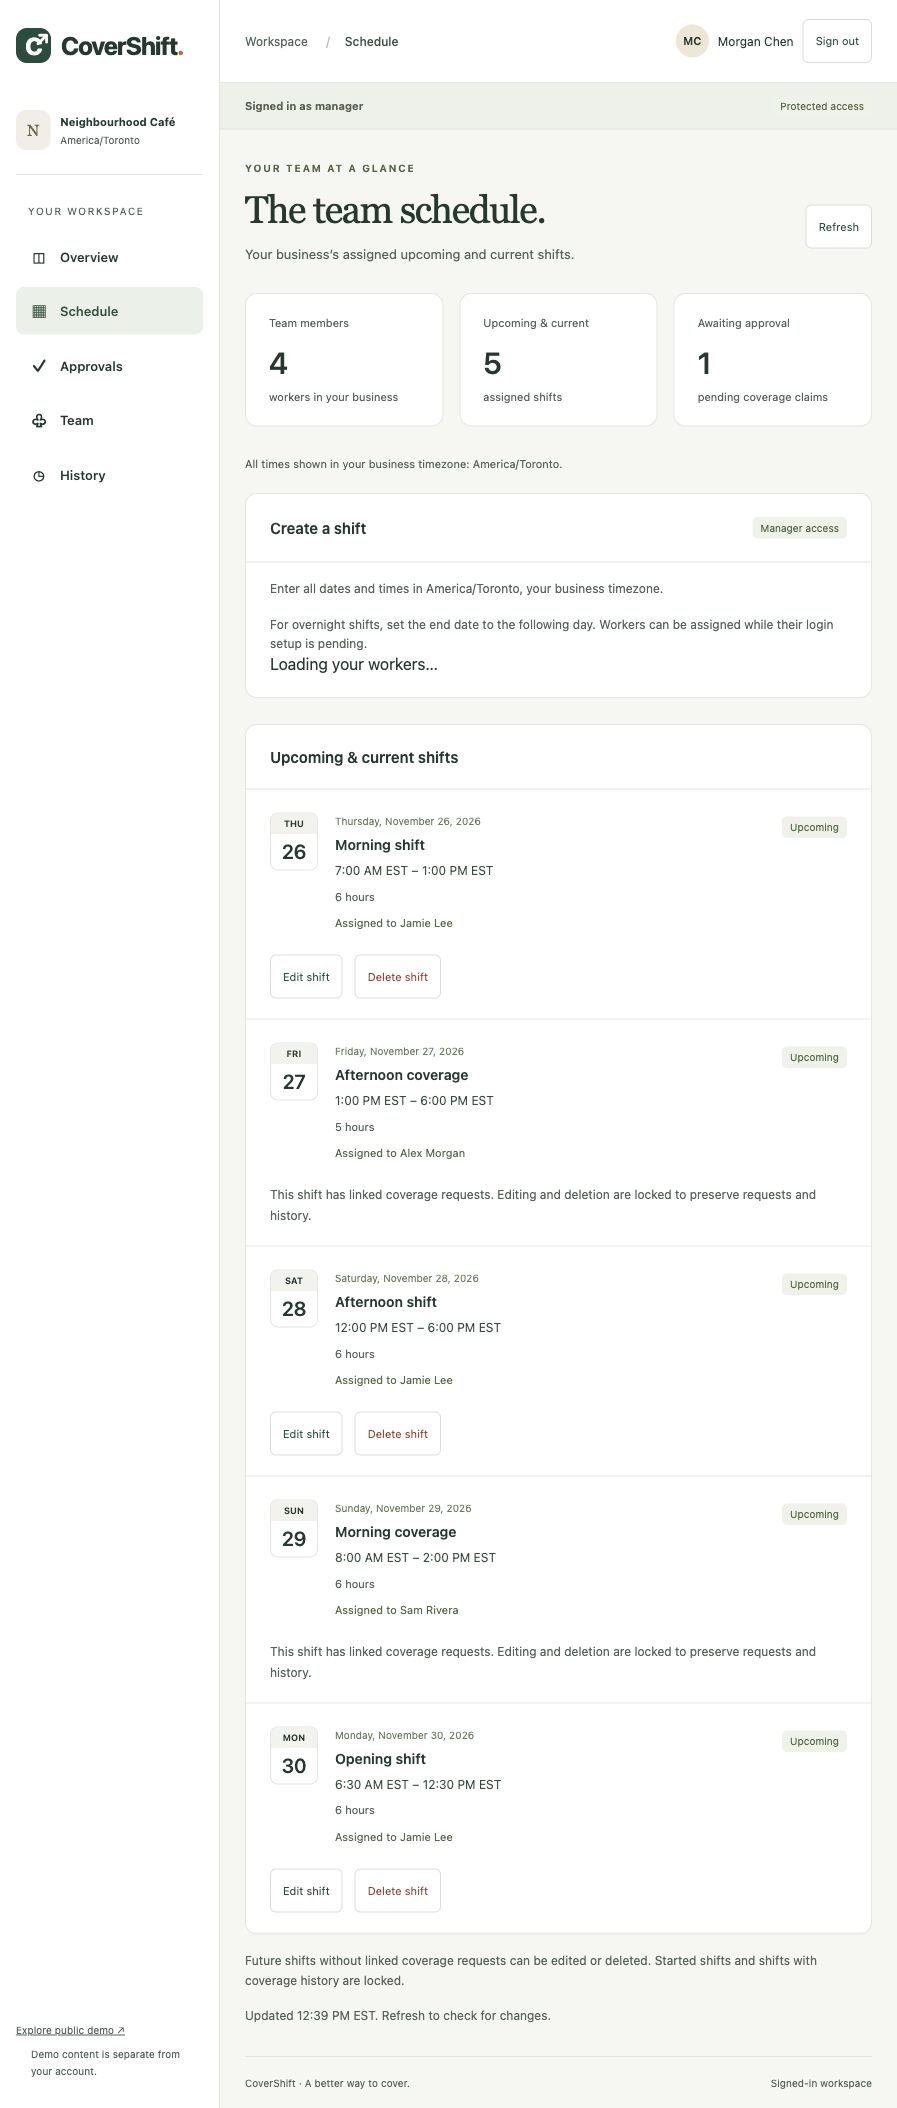 CoverShift.
Neighbourhood Café
America/Toronto
YOUR WORKSPACE
Overview
Schedule
Approvals
Team
History
Explore public demo ↗
Demo content is separate from
your account.
Workspace / Schedule
MC Morgan Chen Sign out
Signed in as manager Protected access
YOUR TEAM AT A GLANCE
The team schedule.
Your business's assigned upcoming and current shifts.
Refresh
Team members
4
workers in your business
Upcoming & current
5
assigned shifts
Awaiting approval
1
pending coverage claims
All times shown in your business timezone: America/Toronto.
Create a shift Manager access
Enter all dates and times in America/Toronto, your business timezone.
For overnight shifts, set the end date to the following day. Workers can be assigned while their login
setup is pending.
Loading your workers...
Upcoming & current shifts
THU
26
Thursday, November 26, 2026
Upcoming
Morning shift
7:00 AM EST – 1:00 PM EST
6 hours
Assigned to Jamie Lee
Edit shift Delete shift
FRI
27
Friday, November 27, 2026
Upcoming
Afternoon coverage
1:00 PM EST – 6:00 PM EST
5 hours
Assigned to Alex Morgan
This shift has linked coverage requests. Editing and deletion are locked to preserve requests and
history.
SAT
28
Saturday, November 28, 2026
Upcoming
Afternoon shift
12:00 PM EST – 6:00 PM EST
6 hours
Assigned to Jamie Lee
Edit shift Delete shift
SUN
29
Sunday, November 29, 2026
Upcoming
Morning coverage
8:00 AM EST – 2:00 PM EST
6 hours
Assigned to Sam Rivera
This shift has linked coverage requests. Editing and deletion are locked to preserve requests and
history.
MON
30
Monday, November 30, 2026
Upcoming
Opening shift
6:30 AM EST – 12:30 PM EST
6 hours
Assigned to Jamie Lee
Edit shift Delete shift
Future shifts without linked coverage requests can be edited or deleted. Started shifts and shifts with
coverage history are locked.
Updated 12:39 PM EST. Refresh to check for changes.
CoverShift · A better way to cover. Signed-in workspace